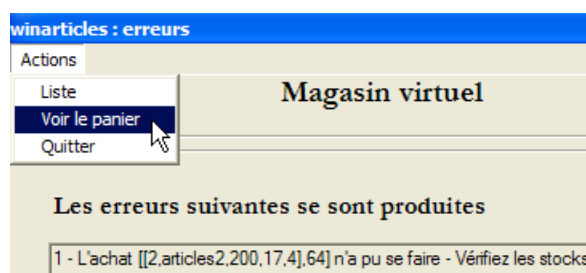 winarticles : erreurs
Actions
Liste
Voir le panier
Quitter
Magasin virtuel
Les erreurs suivantes se sont produites
1 - L'achat [[2,articles2,200,17,4],64] n'a pu se faire - Vérifiez les stocks